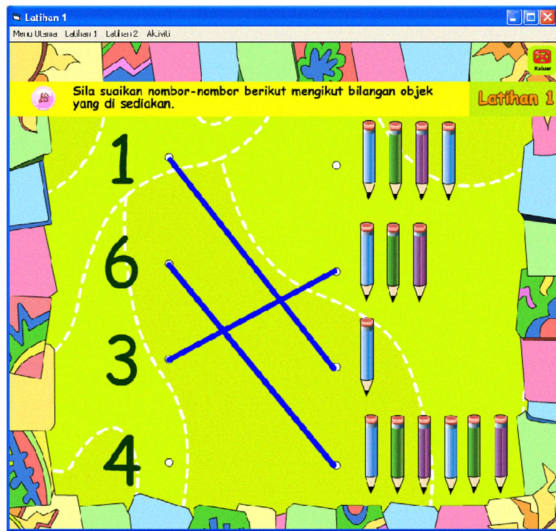 Latihan 1
Menu Utama Latihan 1 Latihan 2 Aktiviti
Keluar
Sila suaikan nombor-nombor berikut mengikut bilangan objek
yang di sediakan.
Latihan 1
1
6
3
4